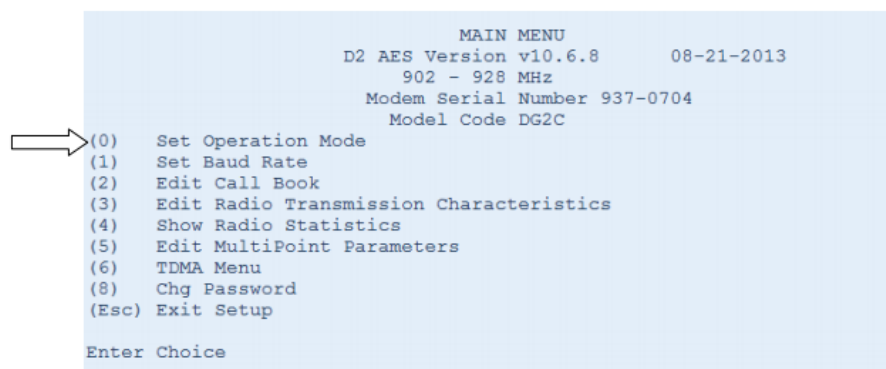 MAIN MENU
D2 AES Version v10.6.8 08-21-2013
902 - 928 MHz
Modem Serial Number 937-0704
Model Code DG2C
(0) Set Operation Mode
(1) Set Baud Rate
(2) Edit Call Book
(3) Edit Radio Transmission Characteristics
(4) Show Radio Statistics
(5) Edit MultiPoint Parameters
(6) TDMA Menu
(8) Chg Password
(Esc) Exit Setup
Enter Choice